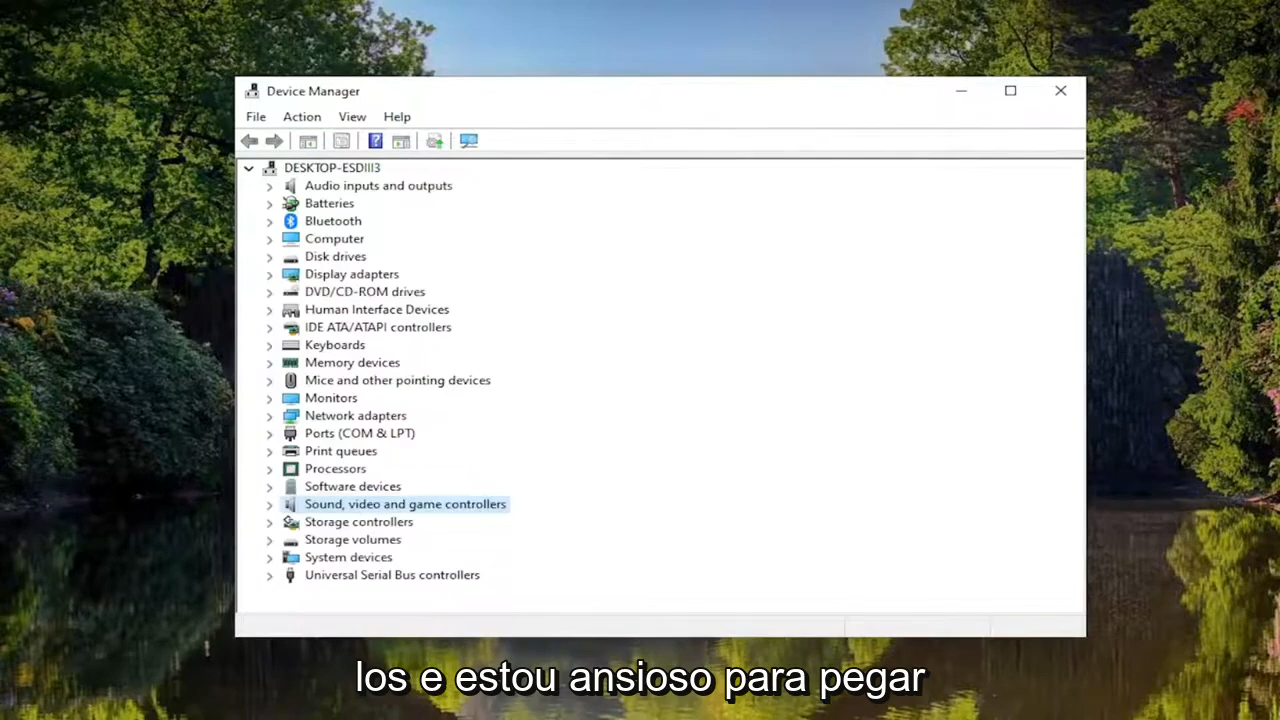 Device Manager
File Action View Help
DESKTOP-ESDIII3
Audio inputs and outputs
Batteries
Bluetooth
Computer
Disk drives
Display adapters
DVD/CD-ROM drives
Human Interface Devices
IDE ATA/ATAPI controllers
Keyboards
Memory devices
Mice and other pointing devices
Monitors
Network adapters
Ports (COM & LPT)
Print queues
Processors
Software devices
Sound, video and game controllers
Storage controllers
Storage volumes
System devices
Universal Serial Bus controllers
los e estou ansioso para pegar